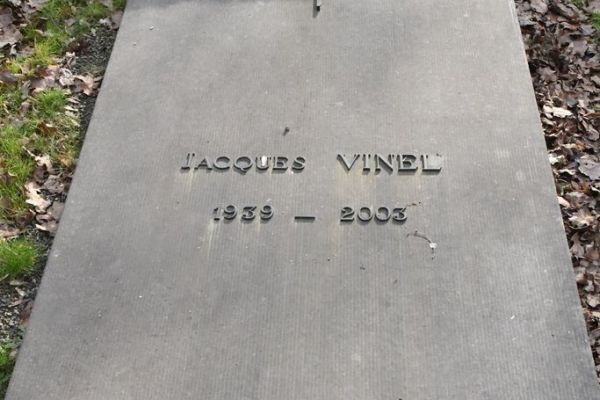 JACQUES VINEL
1939 – 2003